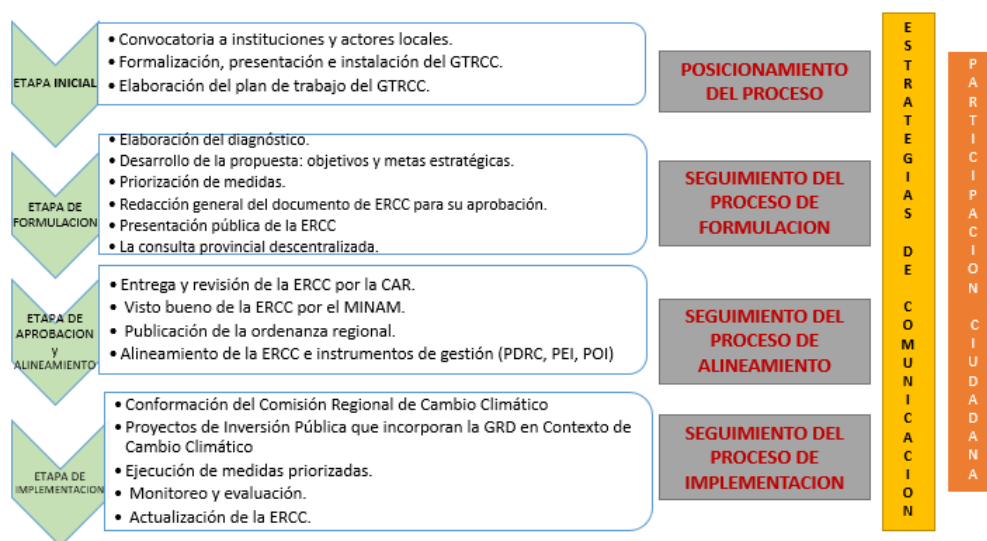 ETAPA INICIAL
• Convocatoria a instituciones y actores locales.
• Formalización, presentación e instalación del GTRCC.
• Elaboración del plan de trabajo del GTRCC.
POSICIONAMIENTO
DEL PROCESO
ETAPA DE
FORMULACION
• Elaboración del diagnóstico.
• Desarrollo de la propuesta: objetivos y metas estratégicas.
• Priorización de medidas.
• Redacción general del documento de ERCC para su aprobación.
• Presentación pública de la ERCC
• La consulta provincial descentralizada.
SEGUIMIENTO DEL
PROCESO DE
FORMULACION
ETAPA DE
APROBACION
y
ALINEAMIENTO
• Entrega y revisión de la ERCC por la CAR.
• Visto bueno de la ERCC por el MINAM.
• Publicación de la ordenanza regional.
• Alineamiento de la ERCC e instrumentos de gestión (PDRC, PEI, POI)
SEGUIMIENTO DEL
PROCESO DE
ALINEAMIENTO
ETAPA DE
IMPLEMENTACION
• Conformación del Comisión Regional de Cambio Climático
• Proyectos de Inversión Pública que incorporan la GRD en Contexto de
Cambio Climático
• Ejecución de medidas priorizadas.
• Monitoreo y evaluación.
• Actualización de la ERCC.
SEGUIMIENTO DEL
PROCESO DE
IMPLEMENTACION
ESTRATEGIAS DE COMUNICACION
PARTICIPACION CIUDADANA